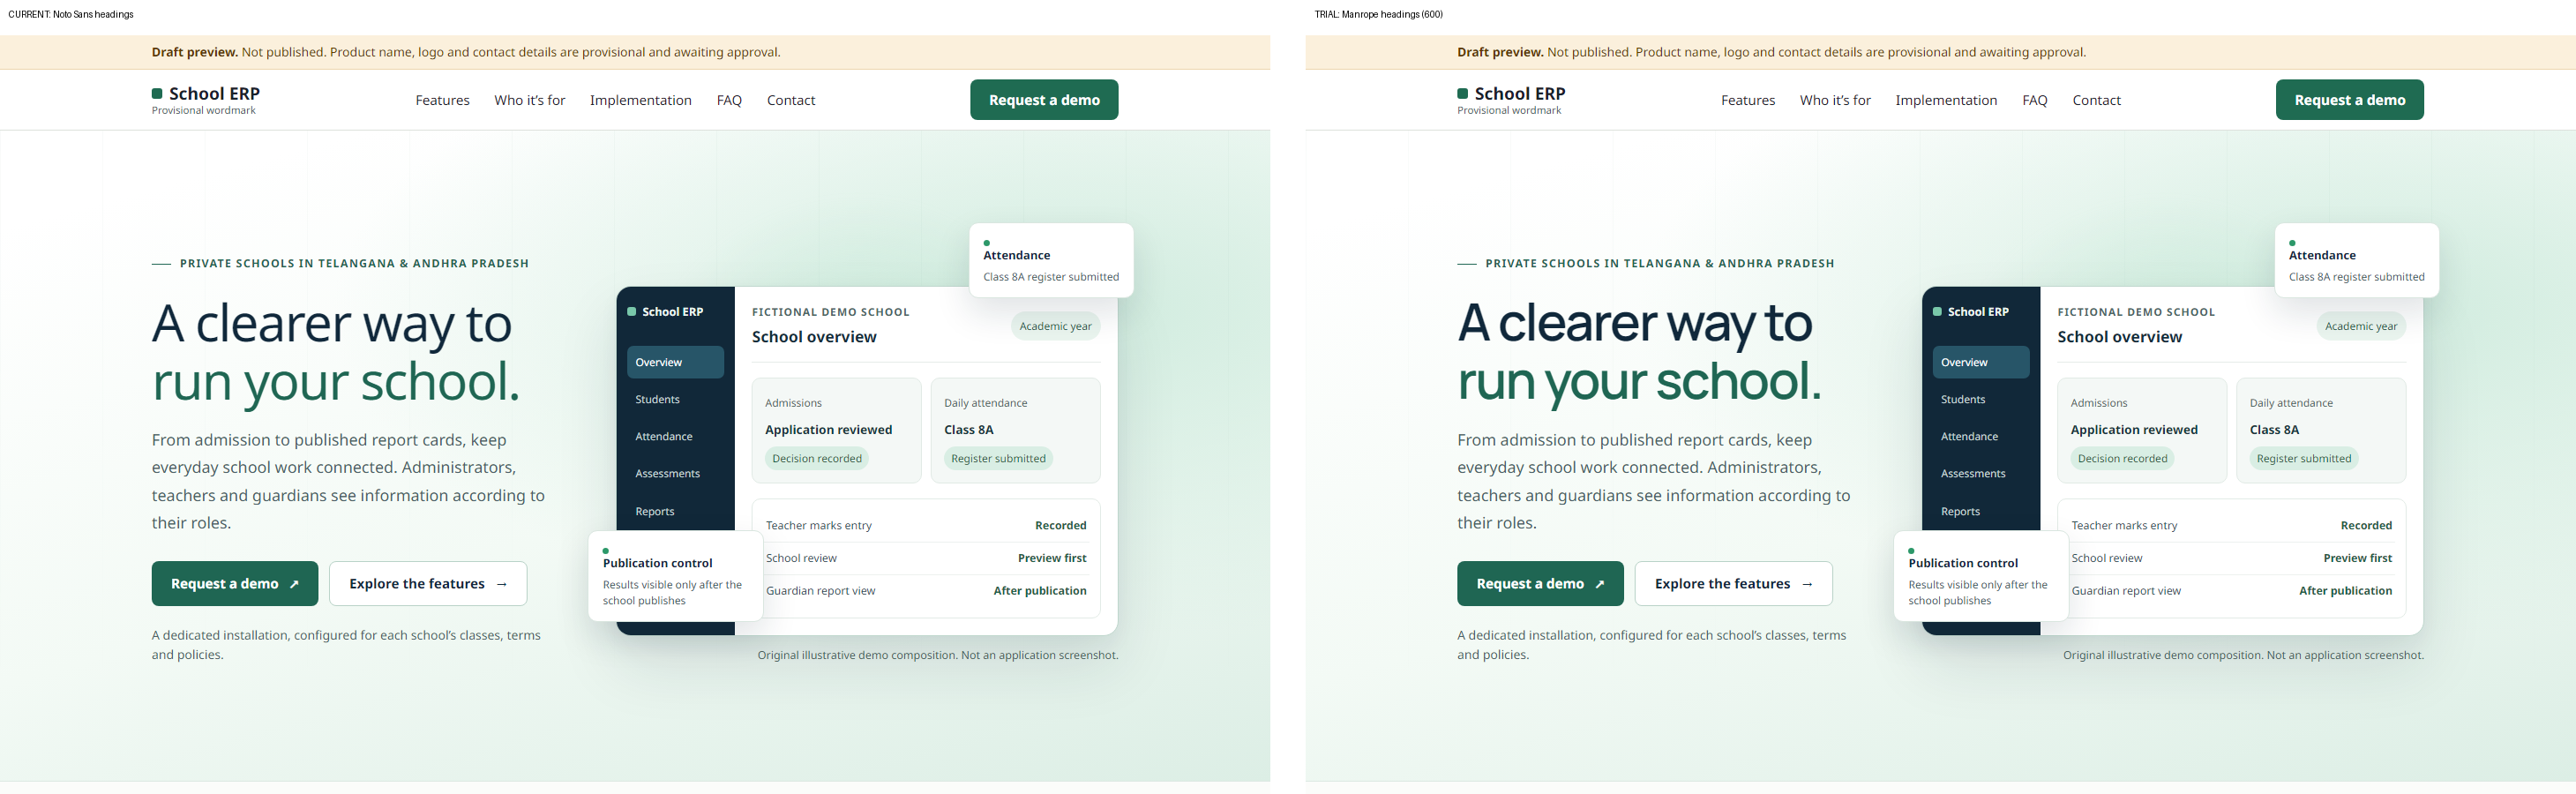 CURRENT: Noto Sans headings
Draft preview. Not published. Product name, logo and contact details are provisional and awaiting approval.
School ERP
Provisional wordmark
Features
Who it’s for
Implementation
FAQ
Contact
Request a demo
PRIVATE SCHOOLS IN TELANGANA & ANDHRA PRADESH
A clearer way to
run your school.
From admission to published report cards, keep
everyday school work connected. Administrators,
teachers and guardians see information according to
their roles.
Request a demo ↗
Explore the features →
A dedicated installation, configured for each school’s classes, terms
and policies.
Attendance
Class 8A register submitted
School ERP
Overview
Students
Attendance
Assessments
Reports
FICTIONAL DEMO SCHOOL
School overview
Academic year
Admissions
Application reviewed
Decision recorded
Daily attendance
Class 8A
Register submitted
Teacher marks entry Recorded
School review Preview first
Guardian report view After publication
Publication control
Results visible only after the
school publishes
Original illustrative demo composition. Not an application screenshot.
TRIAL: Manrope headings (600)
Draft preview. Not published. Product name, logo and contact details are provisional and awaiting approval.
School ERP
Provisional wordmark
Features
Who it’s for
Implementation
FAQ
Contact
Request a demo
PRIVATE SCHOOLS IN TELANGANA & ANDHRA PRADESH
A clearer way to
run your school.
From admission to published report cards, keep
everyday school work connected. Administrators,
teachers and guardians see information according to
their roles.
Request a demo ↗
Explore the features →
A dedicated installation, configured for each school’s classes, terms
and policies.
Attendance
Class 8A register submitted
School ERP
Overview
Students
Attendance
Assessments
Reports
FICTIONAL DEMO SCHOOL
School overview
Academic year
Admissions
Application reviewed
Decision recorded
Daily attendance
Class 8A
Register submitted
Teacher marks entry Recorded
School review Preview first
Guardian report view After publication
Publication control
Results visible only after the
school publishes
Original illustrative demo composition. Not an application screenshot.